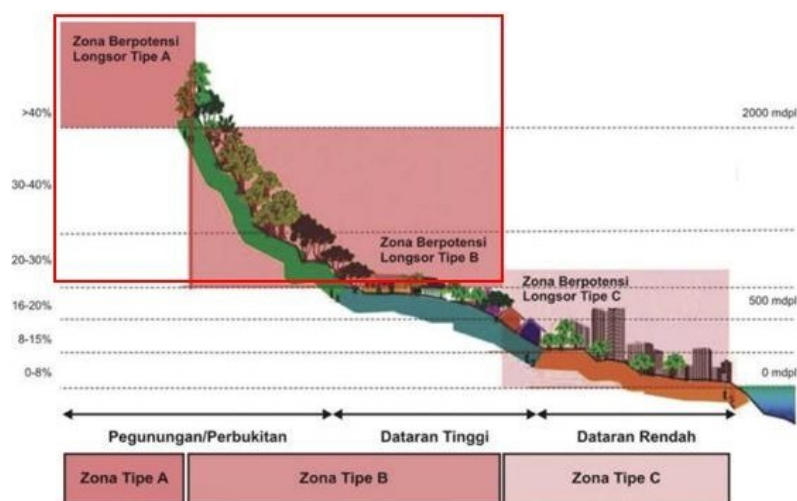 Zona Berpotensi
Longsor Tipe A
>40%
2000 mdpl
30-40%
Zona Berpotensi
Longsor Tipe B
20-30%
Zona Berpotensi
Longsor Tipe C
16-20%
500 mdpl
8-15%
0-8%
0 mdpl
Pegunungan/Perbukitan
Dataran Tinggi
Dataran Rendah
Zona Tipe A
Zona Tipe B
Zona Tipe C